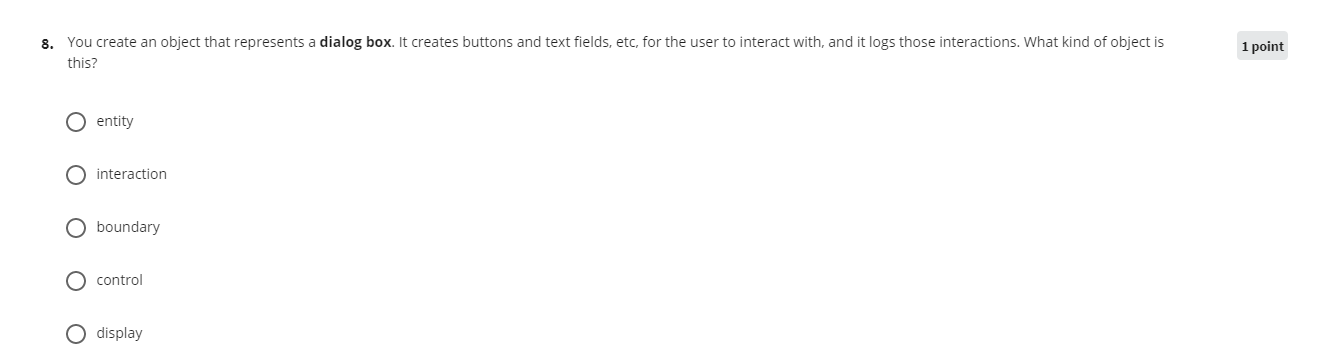 8. You create an object that represents a dialog box. It creates buttons and text fields, etc, for the user to interact with, and it logs those interactions. What kind of object is
this?
1 point
entity
interaction
boundary
control
display